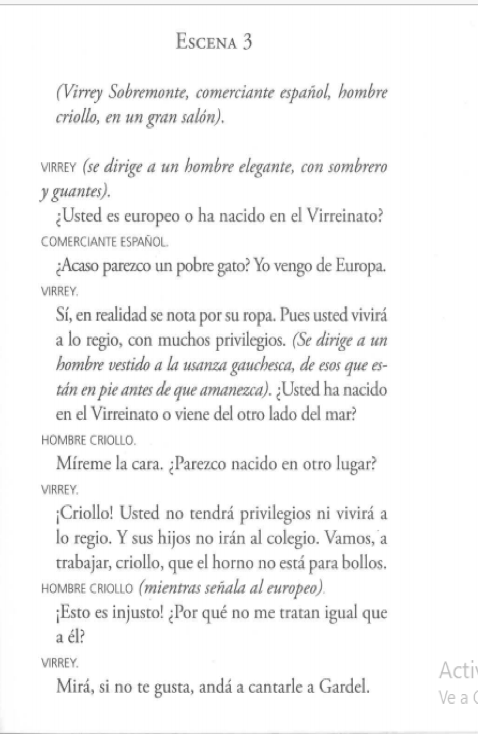 ESCENA 3
(Virrey Sobremonte, comerciante español, hombre
criollo, en un gran salón).
VIRREY (se dirige a un hombre elegante, con sombrero
y guantes).
¿Usted es europeo o ha nacido en el Virreinato?
COMERCIANTE ESPAÑOL.
¿Acaso parezco un pobre gato? Yo vengo de Europa.
VIRREY.
Sí, en realidad se nota por su ropa. Pues usted vivirá
a lo regio, con muchos privilegios. (Se dirige a un
hombre vestido a la usanza gauchesca, de esos que es-
tán en pie antes de que amanezca). ¿Usted ha nacido
en el Virreinato o viene del otro lado del mar?
HOMBRE CRIOLLO.
Míreme la cara. ¿Parezco nacido en otro lugar?
VIRREY.
¡Criollo! Usted no tendrá privilegios ni vivirá a
lo regio. Y sus hijos no irán al colegio. Vamos, a
trabajar, criollo, que el horno no está para bollos.
HOMBRE CRIOLLO (mientras señala al europeo).
¡Esto es injusto! ¿Por qué no me tratan igual que
a él?
VIRREY.
Mirá, si no te gusta, andá a cantarle a Gardel.
Acti
Ve a